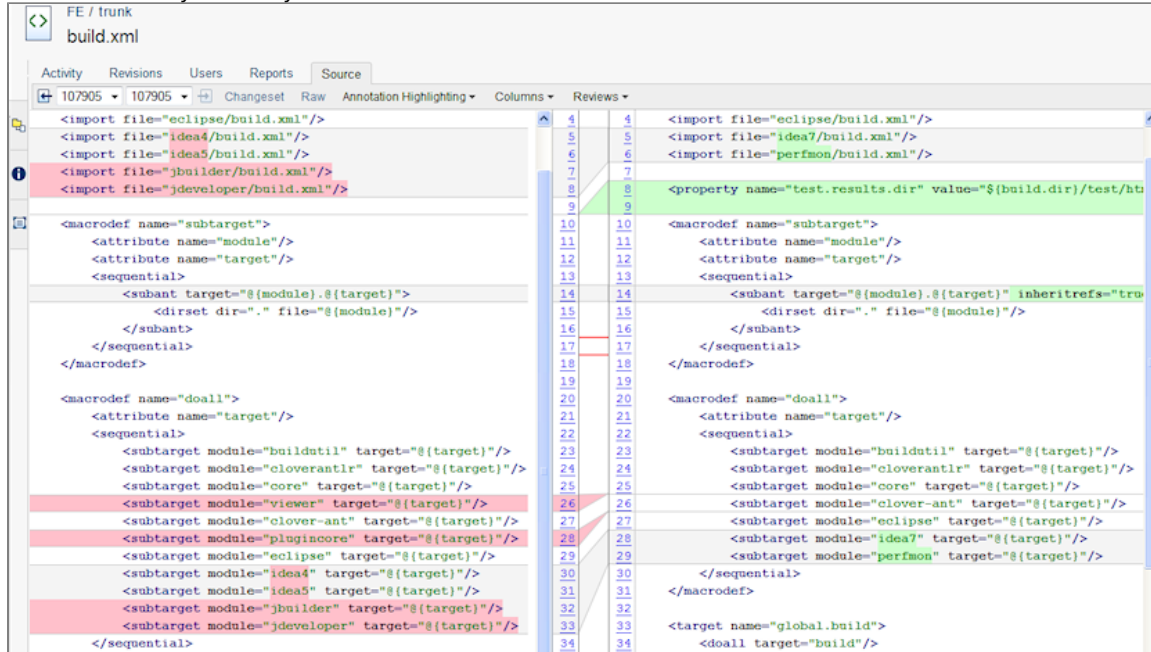 FE / trunk
build.xml
Activity Revisions Users Reports Source
107905 107905 Changeset Raw Annotation Highlighting Columns Reviews
<import file="eclipse/build.xml"/> 4
<import file="idea4/build.xml"/> 5
<import file="idea5/build.xml"/> 6
<import file="jbuilder/build.xml"/> 7
<import file="jdeveloper/build.xml"/> 8
9
<macrodef name="subtarget"> 10
<attribute name="module"/> 11
<attribute name="target"/> 12
<sequential> 13
<subant target="@{module}.@{target}"> 14
<dirset dir="." file="@{module}"/> 15
</subant> 16
</sequential> 17
</macrodef> 18
19
<macrodef name="doall"> 20
<attribute name="target"/> 21
<sequential> 22
<subtarget module="buildutil" target="@{target}"/> 23
<subtarget module="cloverantlr" target="@{target}"/> 24
<subtarget module="core" target="@{target}"/> 25
<subtarget module="viewer" target="@{target}"/> 26
<subtarget module="clover-ant" target="@{target}"/> 27
<subtarget module="plugincore" target="@{target}"/> 28
<subtarget module="eclipse" target="@{target}"/> 29
<subtarget module="idea4" target="@{target}"/> 30
<subtarget module="idea5" target="@{target}"/> 31
<subtarget module="jbuilder" target="@{target}"/> 32
<subtarget module="jdeveloper" target="@{target}"/> 33
</sequential> 34
4 <import file="eclipse/build.xml"/>
5 <import file="idea7/build.xml"/>
6 <import file="perfmon/build.xml"/>
7
8 <property name="test.results.dir" value="${build.dir}/test/
9
10 <macrodef name="subtarget">
11 <attribute name="module"/>
12 <attribute name="target"/>
13 <sequential>
14 <subant target="@{module}.@{target}" inheritrefs="tru
15 <dirset dir="." file="@{module}"/>
16 </subant>
17 </sequential>
18 </macrodef>
19
20 <macrodef name="doall">
21 <attribute name="target"/>
22 <sequential>
23 <subtarget module="buildutil" target="@{target}"/>
24 <subtarget module="cloverantlr" target="@{target}"/>
25 <subtarget module="core" target="@{target}"/>
26 <subtarget module="clover-ant" target="@{target}"/>
27 <subtarget module="eclipse" target="@{target}"/>
28 <subtarget module="idea7" target="@{target}"/>
29 <subtarget module="perfmon" target="@{target}"/>
30 </sequential>
31 </macrodef>
32
33 <target name="global.build">
34 <doall target="build"/>